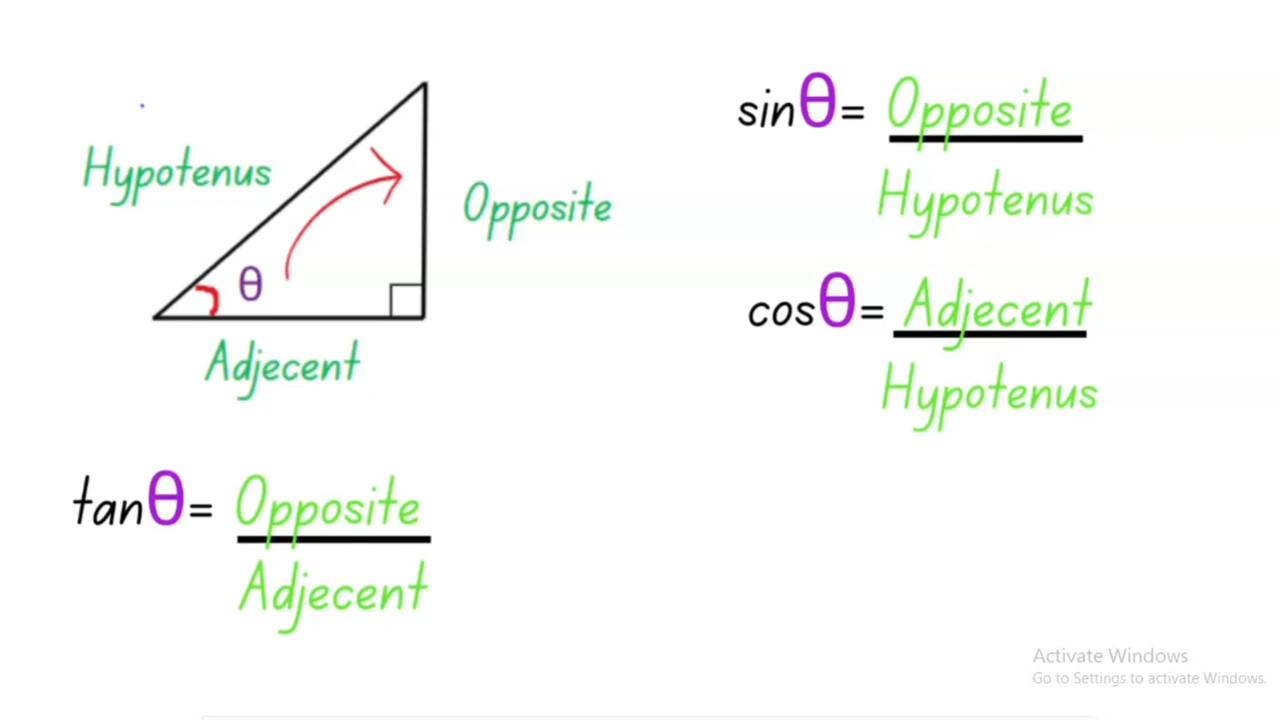 Hypotenus
Opposite
θ
Adjecent
sinθ= Opposite
Hypotenus
cosθ= Adjecent
Hypotenus
tanθ= Opposite
Adjecent
Activate Windows
Go to Settings to activate Windows.